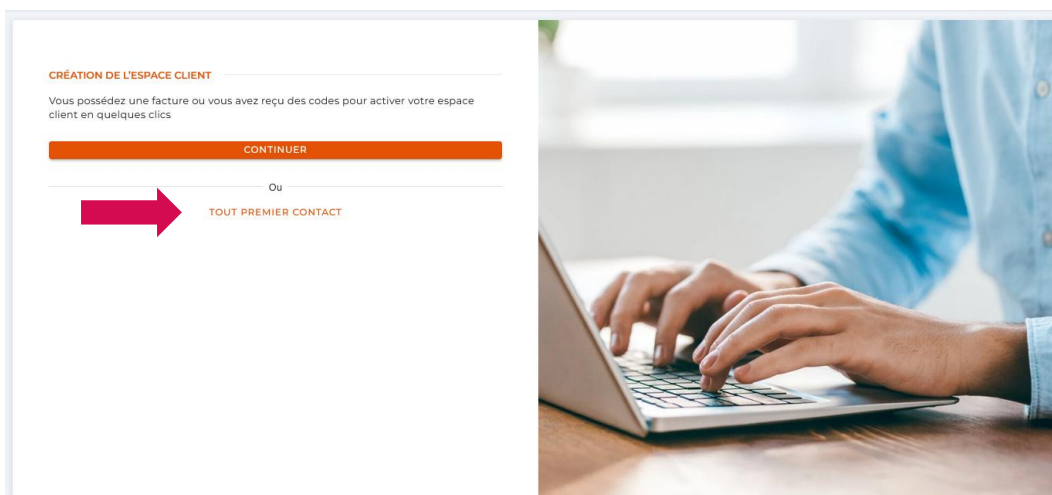 CRÉATION DE L'ESPACE CLIENT
Vous possédez une facture ou vous avez reçu des codes pour activer votre espace
client en quelques clics
CONTINUER
Ou
TOUT PREMIER CONTACT